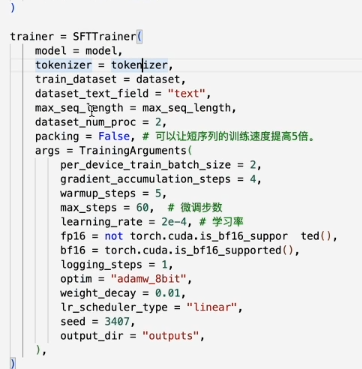 )
trainer = SFTTrainer(
    model = model,
    tokenizer = tokenizer,
    train_dataset = dataset,
    dataset_text_field = "text",
    max_seq_length = max_seq_length,
    dataset_num_proc = 2,
    packing = False, # 可以让短序列的训练速度提高5倍。
    args = TrainingArguments(
        per_device_train_batch_size = 2,
        gradient_accumulation_steps = 4,
        warmup_steps = 5,
        max_steps = 60,  # 微调步数
        learning_rate = 2e-4, # 学习率
        fp16 = not torch.cuda.is_bf16_suppor  ted(),
        bf16 = torch.cuda.is_bf16_supported(),
        logging_steps = 1,
        optim = "adamw_8bit",
        weight_decay = 0.01,
        lr_scheduler_type = "linear",
        seed = 3407,
        output_dir = "outputs",
    ),
)